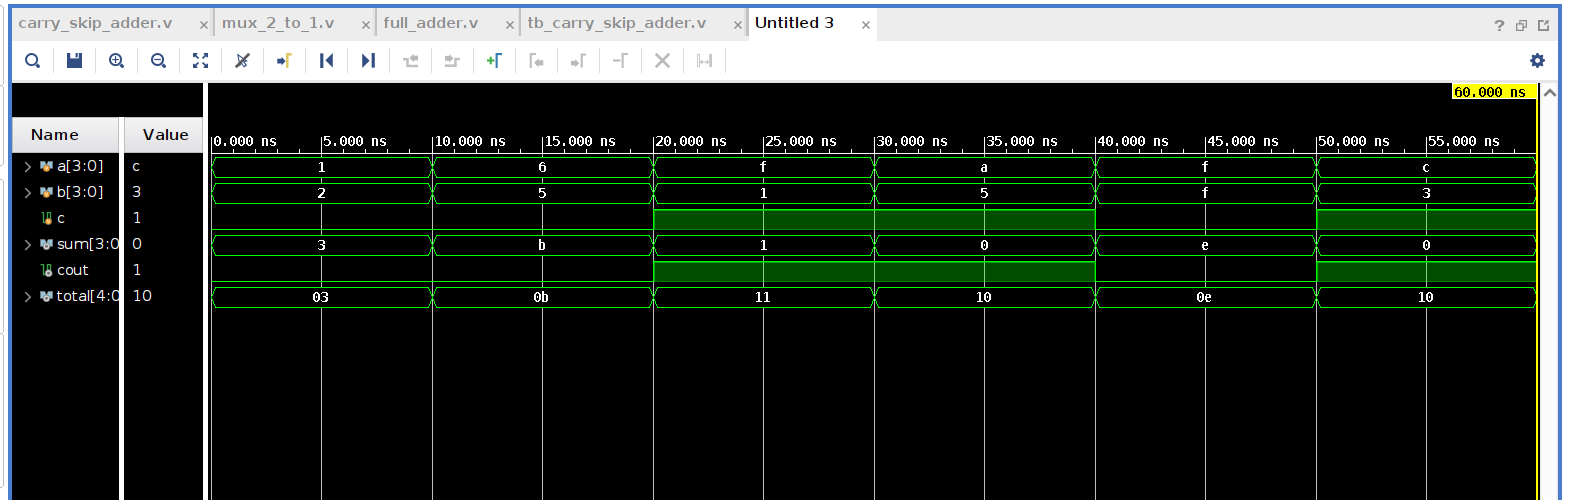 carry_skip_adder.v × mux_2_to_1.v × full_adder.v × tb_carry_skip_adder.v × Untitled 3 × ?
60.000 ns
Name Value 0.000 ns 5.000 ns 10.000 ns 15.000 ns 20.000 ns 25.000 ns 30.000 ns 35.000 ns 40.000 ns 45.000 ns 50.000 ns 55.000 ns
a[3:0] c 1 6 f a f c
b[3:0] 3 2 5 1 5 f 3
c 1
sum[3:0 0 3 b 1 0 e 0
cout 1
total[4:0 10 03 0b 11 10 0e 10